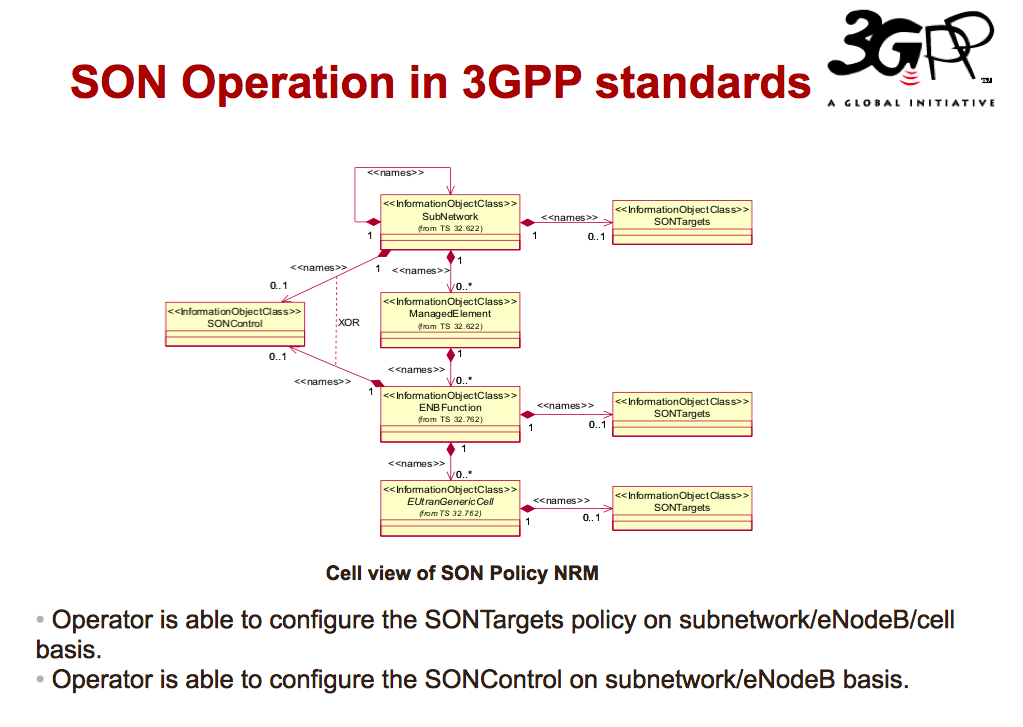 3GPP
TM
A GLOBAL INITIATIVE
SON Operation in 3GPP standards
<<names>>
<<InformationObjectClass>>
SubNetwork
(from TS 32.622)
1
<<names>>
1
0..1
<<InformationObjectClass>>
SONTargets
<<names>>
1
0..1
<<names>>
1
0..*
<<InformationObjectClass>>
SONControl
XOR
<<InformationObjectClass>>
ManagedElement
(from TS 32.622)
0..1
<<names>>
1
<<names>>
1
0..*
<<InformationObjectClass>>
ENBFunction
(from TS 32.762)
<<names>>
1
0..1
<<InformationObjectClass>>
SONTargets
<<names>>
1
0..*
<<InformationObjectClass>>
EUtranGenericCell
(from TS 32.762)
<<names>>
1
0..1
<<InformationObjectClass>>
SONTargets
Cell view of SON Policy NRM
• Operator is able to configure the SONTargets policy on subnetwork/eNodeB/cell
basis.
• Operator is able to configure the SONControl on subnetwork/eNodeB basis.